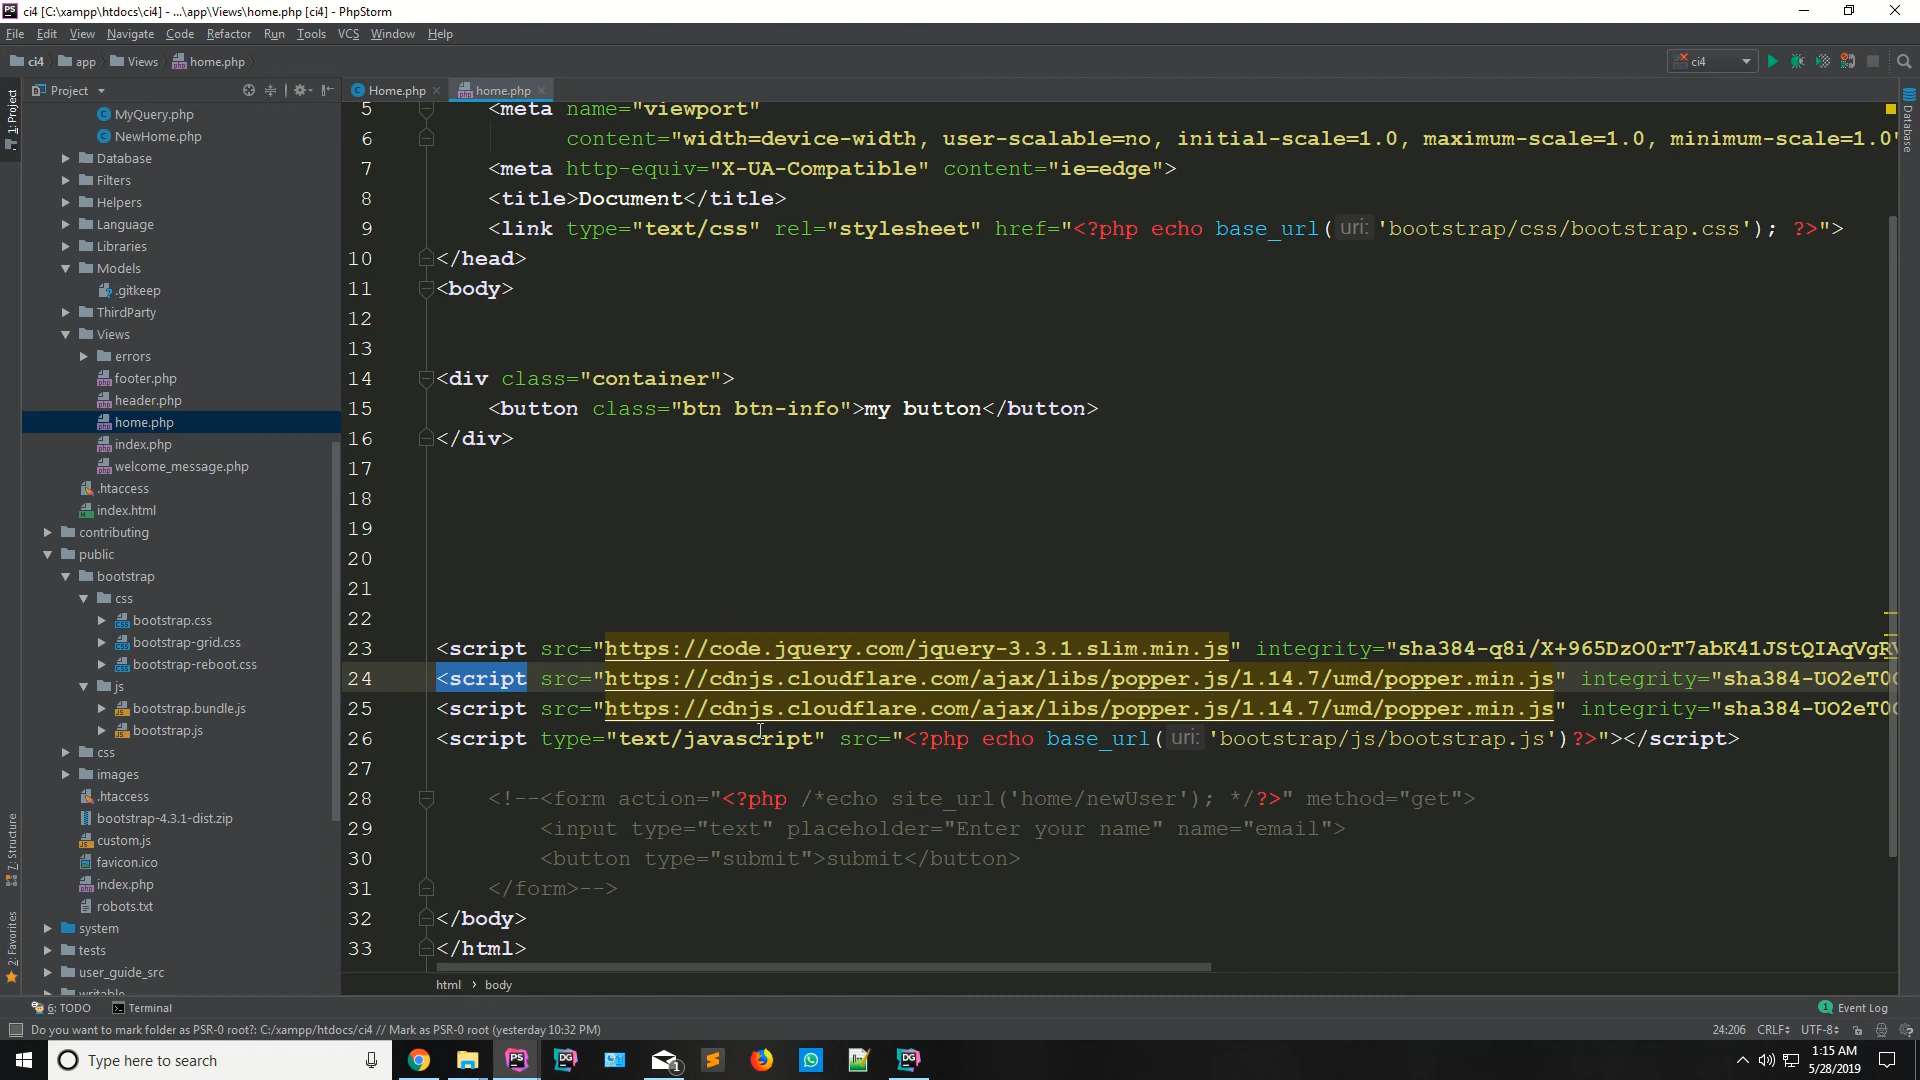 ci4 [C:\xampp\htdocs\ci4] - ...\app\Views\home.php [ci4] - PhpStorm
File Edit View Navigate Code Refactor Run Tools VCS Window Help
ci4 app Views home.php
ci4
Project
Home.php home.php
1: Project
Database
7: Structure
2: Favorites
MyQuery.php
NewHome.php
Database
Filters
Helpers
Language
Libraries
Models
.gitkeep
ThirdParty
Views
errors
footer.php
header.php
home.php
index.php
welcome_message.php
.htaccess
index.html
contributing
public
bootstrap
css
bootstrap.css
bootstrap-grid.css
bootstrap-reboot.css
js
bootstrap.bundle.js
bootstrap.js
css
images
.htaccess
bootstrap-4.3.1-dist.zip
custom.js
favicon.ico
index.php
robots.txt
system
tests
user_guide_src
writable
5 <meta name="viewport"
6 content="width=device-width, user-scalable=no, initial-scale=1.0, maximum-scale=1.0, minimum-scale=1.0"
7 <meta http-equiv="X-UA-Compatible" content="ie=edge">
8 <title>Document</title>
9 <link type="text/css" rel="stylesheet" href="<?php echo base_url( uri: 'bootstrap/css/bootstrap.css'); ?>">
10 </head>
11 <body>
12
13
14 <div class="container">
15 <button class="btn btn-info">my button</button>
16 </div>
17
18
19
20
21
22
23 <script src="https://code.jquery.com/jquery-3.3.1.slim.min.js" integrity="sha384-q8i/X+965DzO0rT7abK41JStQIAqVgRV
24 <script src="https://cdnjs.cloudflare.com/ajax/libs/popper.js/1.14.7/umd/popper.min.js" integrity="sha384-UO2eT0C
25 <script src="https://cdnjs.cloudflare.com/ajax/libs/popper.js/1.14.7/umd/popper.min.js" integrity="sha384-UO2eT0C
26 <script type="text/javascript" src="<?php echo base_url( uri: 'bootstrap/js/bootstrap.js')?>"></script>
27
28 <!--<form action="<?php /*echo site_url('home/newUser'); */?>" method="get">
29 <input type="text" placeholder="Enter your name" name="email">
30 <button type="submit">submit</button>
31 </form>-->
32 </body>
33 </html>
html › body
6: TODO Terminal
1 Event Log
Do you want to mark folder as PSR-0 root?: C:/xampp/htdocs/ci4 // Mark as PSR-0 root (yesterday 10:32 PM)
24:206 CRLF UTF-8
Type here to search
PS DG 1 DG
1:15 AM
5/28/2019